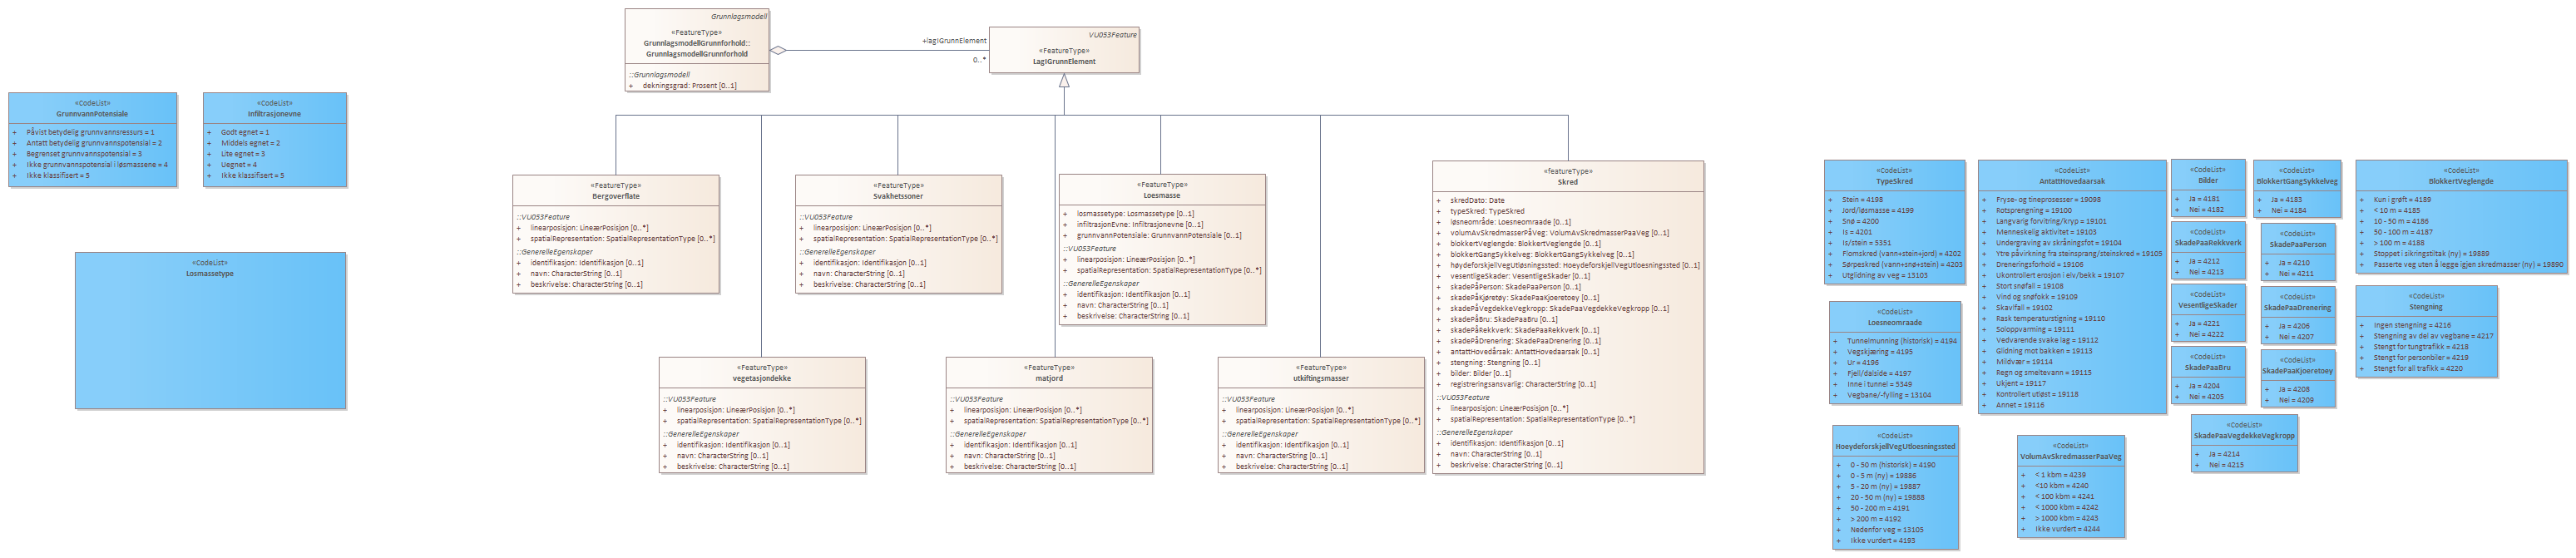 Grunnlagsmodell
«FeatureType»
GrunnlagsmodellGrunnforhold::
GrunnlagsmodellGrunnforhold
::Grunnlagsmodell
+ dekningsgrad: Prosent [0..1]
+lagIGrunnElement
0..*
VU053Feature
«FeatureType»
LagIGrunnElement
«CodeList»
GrunnvannPotensiale
+ Påvist betydelig grunnvannsressurs = 1
+ Antatt betydelig grunnvannspotensial = 2
+ Begrenset grunnvannspotensial = 3
+ Ikke grunnvannspotensial i løsmassene = 4
+ Ikke klassifisert = 5
«CodeList»
Infiltrasjonevne
+ Godt egnet = 1
+ Middels egnet = 2
+ Lite egnet = 3
+ Uegnet = 4
+ Ikke klassifisert = 5
«CodeList»
Losmassetype
«FeatureType»
Bergoverflate
::VU053Feature
+ linearposisjon: LineærPosisjon [0..*]
+ spatialRepresentation: SpatialRepresentationType [0..*]
::GenerelleEgenskaper
+ identifikasjon: Identifikasjon [0..1]
+ navn: CharacterString [0..1]
+ beskrivelse: CharacterString [0..1]
«FeatureType»
Svakhetssoner
::VU053Feature
+ linearposisjon: LineærPosisjon [0..*]
+ spatialRepresentation: SpatialRepresentationType [0..*]
::GenerelleEgenskaper
+ identifikasjon: Identifikasjon [0..1]
+ navn: CharacterString [0..1]
+ beskrivelse: CharacterString [0..1]
«FeatureType»
Loesmasse
+ losmassetype: Losmassetype [0..1]
+ infiltrasjonEvne: Infiltrasjonevne [0..1]
+ grunnvannPotensiale: GrunnvannPotensiale [0..1]
::VU053Feature
+ linearposisjon: LineærPosisjon [0..*]
+ spatialRepresentation: SpatialRepresentationType [0..*]
::GenerelleEgenskaper
+ identifikasjon: Identifikasjon [0..1]
+ navn: CharacterString [0..1]
+ beskrivelse: CharacterString [0..1]
«FeatureType»
vegetasjondekke
::VU053Feature
+ linearposisjon: LineærPosisjon [0..*]
+ spatialRepresentation: SpatialRepresentationType [0..*]
::GenerelleEgenskaper
+ identifikasjon: Identifikasjon [0..1]
+ navn: CharacterString [0..1]
+ beskrivelse: CharacterString [0..1]
«FeatureType»
matjord
::VU053Feature
+ linearposisjon: LineærPosisjon [0..*]
+ spatialRepresentation: SpatialRepresentationType [0..*]
::GenerelleEgenskaper
+ identifikasjon: Identifikasjon [0..1]
+ navn: CharacterString [0..1]
+ beskrivelse: CharacterString [0..1]
«FeatureType»
utkiftingsmasser
::VU053Feature
+ linearposisjon: LineærPosisjon [0..*]
+ spatialRepresentation: SpatialRepresentationType [0..*]
::GenerelleEgenskaper
+ identifikasjon: Identifikasjon [0..1]
+ navn: CharacterString [0..1]
+ beskrivelse: CharacterString [0..1]
«featureType»
Skred
+ skredDato: Date
+ typeSkred: TypeSkred
+ løsneområde: Loesneomraade [0..1]
+ volumAvSkredmasserPåVeg: VolumAvSkredmasserPaaVeg [0..1]
+ blokkertVeglengde: BlokkertVeglengde [0..1]
+ blokkertGangSykkelveg: BlokkertGangSykkelveg [0..1]
+ høydeforskjellVegUtløsningssted: HoeydeforskjellVegUtloesningssted [0..1]
+ vesentligeSkader: VesentligeSkader [0..1]
+ skadePåPerson: SkadePaaPerson [0..1]
+ skadePåKjøretøy: SkadePaaKjoeretoey [0..1]
+ skadePåVegdekkeVegkropp: SkadePaaVegdekkeVegkropp [0..1]
+ skadePåBru: SkadePaaBru [0..1]
+ skadePåRekkverk: SkadePaaRekkverk [0..1]
+ skadePåDrenering: SkadePaaDrenering [0..1]
+ antattHovedårsak: AntattHovedaarsak [0..1]
+ stengning: Stengning [0..1]
+ bilder: Bilder [0..1]
+ registreringsansvarlig: CharacterString [0..1]
::VU053Feature
+ linearposisjon: LineærPosisjon [0..*]
+ spatialRepresentation: SpatialRepresentationType [0..*]
::GenerelleEgenskaper
+ identifikasjon: Identifikasjon [0..1]
+ navn: CharacterString [0..1]
+ beskrivelse: CharacterString [0..1]
«CodeList»
TypeSkred
+ Stein = 4198
+ Jord/løsmasse = 4199
+ Snø = 4200
+ Is = 4201
+ Is/stein = 5351
+ Flomskred (vann+stein+jord) = 4202
+ Sørpeskred (vann+snø+stein) = 4203
+ Utglidning av veg = 13103
«CodeList»
Loesneomraade
+ Tunnelmunning (historisk) = 4194
+ Vegskjæring = 4195
+ Ur = 4196
+ Fjell/dalside = 4197
+ Inne i tunnel = 5349
+ Vegbane/-fylling = 13104
«CodeList»
HoeydeforskjellVegUtloesningssted
+ 0 - 50 m (historisk) = 4190
+ 0 - 5 m (ny) = 19886
+ 5 - 20 m (ny) = 19887
+ 20 - 50 m (ny) = 19888
+ 50 - 200 m = 4191
+ > 200 m = 4192
+ Nedenfor veg = 13105
+ Ikke vurdert = 4193
«CodeList»
AntattHovedaarsak
+ Fryse- og tineprosesser = 19098
+ Rotsprengning = 19100
+ Langvarig forvitring/kryp = 19101
+ Menneskelig aktivitet = 19103
+ Undergraving av skråningsfot = 19104
+ Ytre påvirkning fra steinsprang/steinskred = 19105
+ Dreneringsforhold = 19106
+ Ukontrollert erosjon i elv/bekk = 19107
+ Stort snøfall = 19108
+ Vind og snøfokk = 19109
+ Skavlfall = 19102
+ Rask temperaturstigning = 19110
+ Soloppvarming = 19111
+ Vedvarende svake lag = 19112
+ Glidning mot bakken = 19113
+ Mildvær = 19114
+ Regn og smeltevann = 19115
+ Ukjent = 19117
+ Kontrollert utløst = 19118
+ Annet = 19116
«CodeList»
VolumAvSkredmasserPaaVeg
+ < 1 kbm = 4239
+ <10 kbm = 4240
+ < 100 kbm = 4241
+ < 1000 kbm = 4242
+ > 1000 kbm = 4243
+ Ikke vurdert = 4244
«CodeList»
Bilder
+ Ja = 4181
+ Nei = 4182
«CodeList»
SkadePaaRekkverk
+ Ja = 4212
+ Nei = 4213
«CodeList»
VesentligeSkader
+ Ja = 4221
+ Nei = 4222
«CodeList»
SkadePaaBru
+ Ja = 4204
+ Nei = 4205
«CodeList»
BlokkertGangSykkelveg
+ Ja = 4183
+ Nei = 4184
«CodeList»
SkadePaaPerson
+ Ja = 4210
+ Nei = 4211
«CodeList»
SkadePaaDrenering
+ Ja = 4206
+ Nei = 4207
«CodeList»
SkadePaaKjoeretoey
+ Ja = 4208
+ Nei = 4209
«CodeList»
SkadePaaVegdekkeVegkropp
+ Ja = 4214
+ Nei = 4215
«CodeList»
BlokkertVeglengde
+ Kun i grøft = 4189
+ < 10 m = 4185
+ 10 - 50 m = 4186
+ 50 - 100 m = 4187
+ > 100 m = 4188
+ Stoppet i sikringstiltak (ny) = 19889
+ Passerte veg uten å legge igjen skredmasser (ny) = 19890
«CodeList»
Stengning
+ Ingen stengning = 4216
+ Stengning av del av vegbane = 4217
+ Stengt for tungtrafikk = 4218
+ Stengt for personbiler = 4219
+ Stengt for all trafikk = 4220